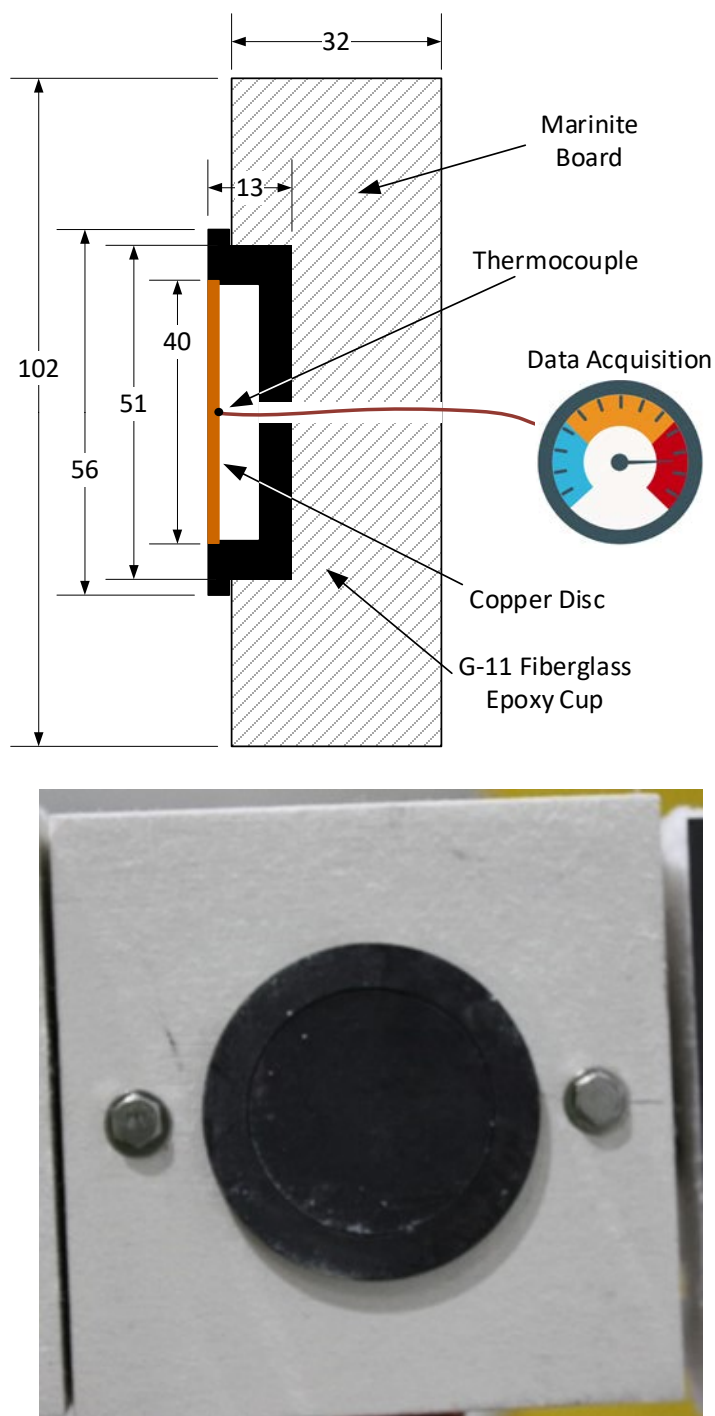 32
Marinite
Board
13
Thermocouple
40
Data Acquisition
102
51
56
Copper Disc
G-11 Fiberglass
Epoxy Cup